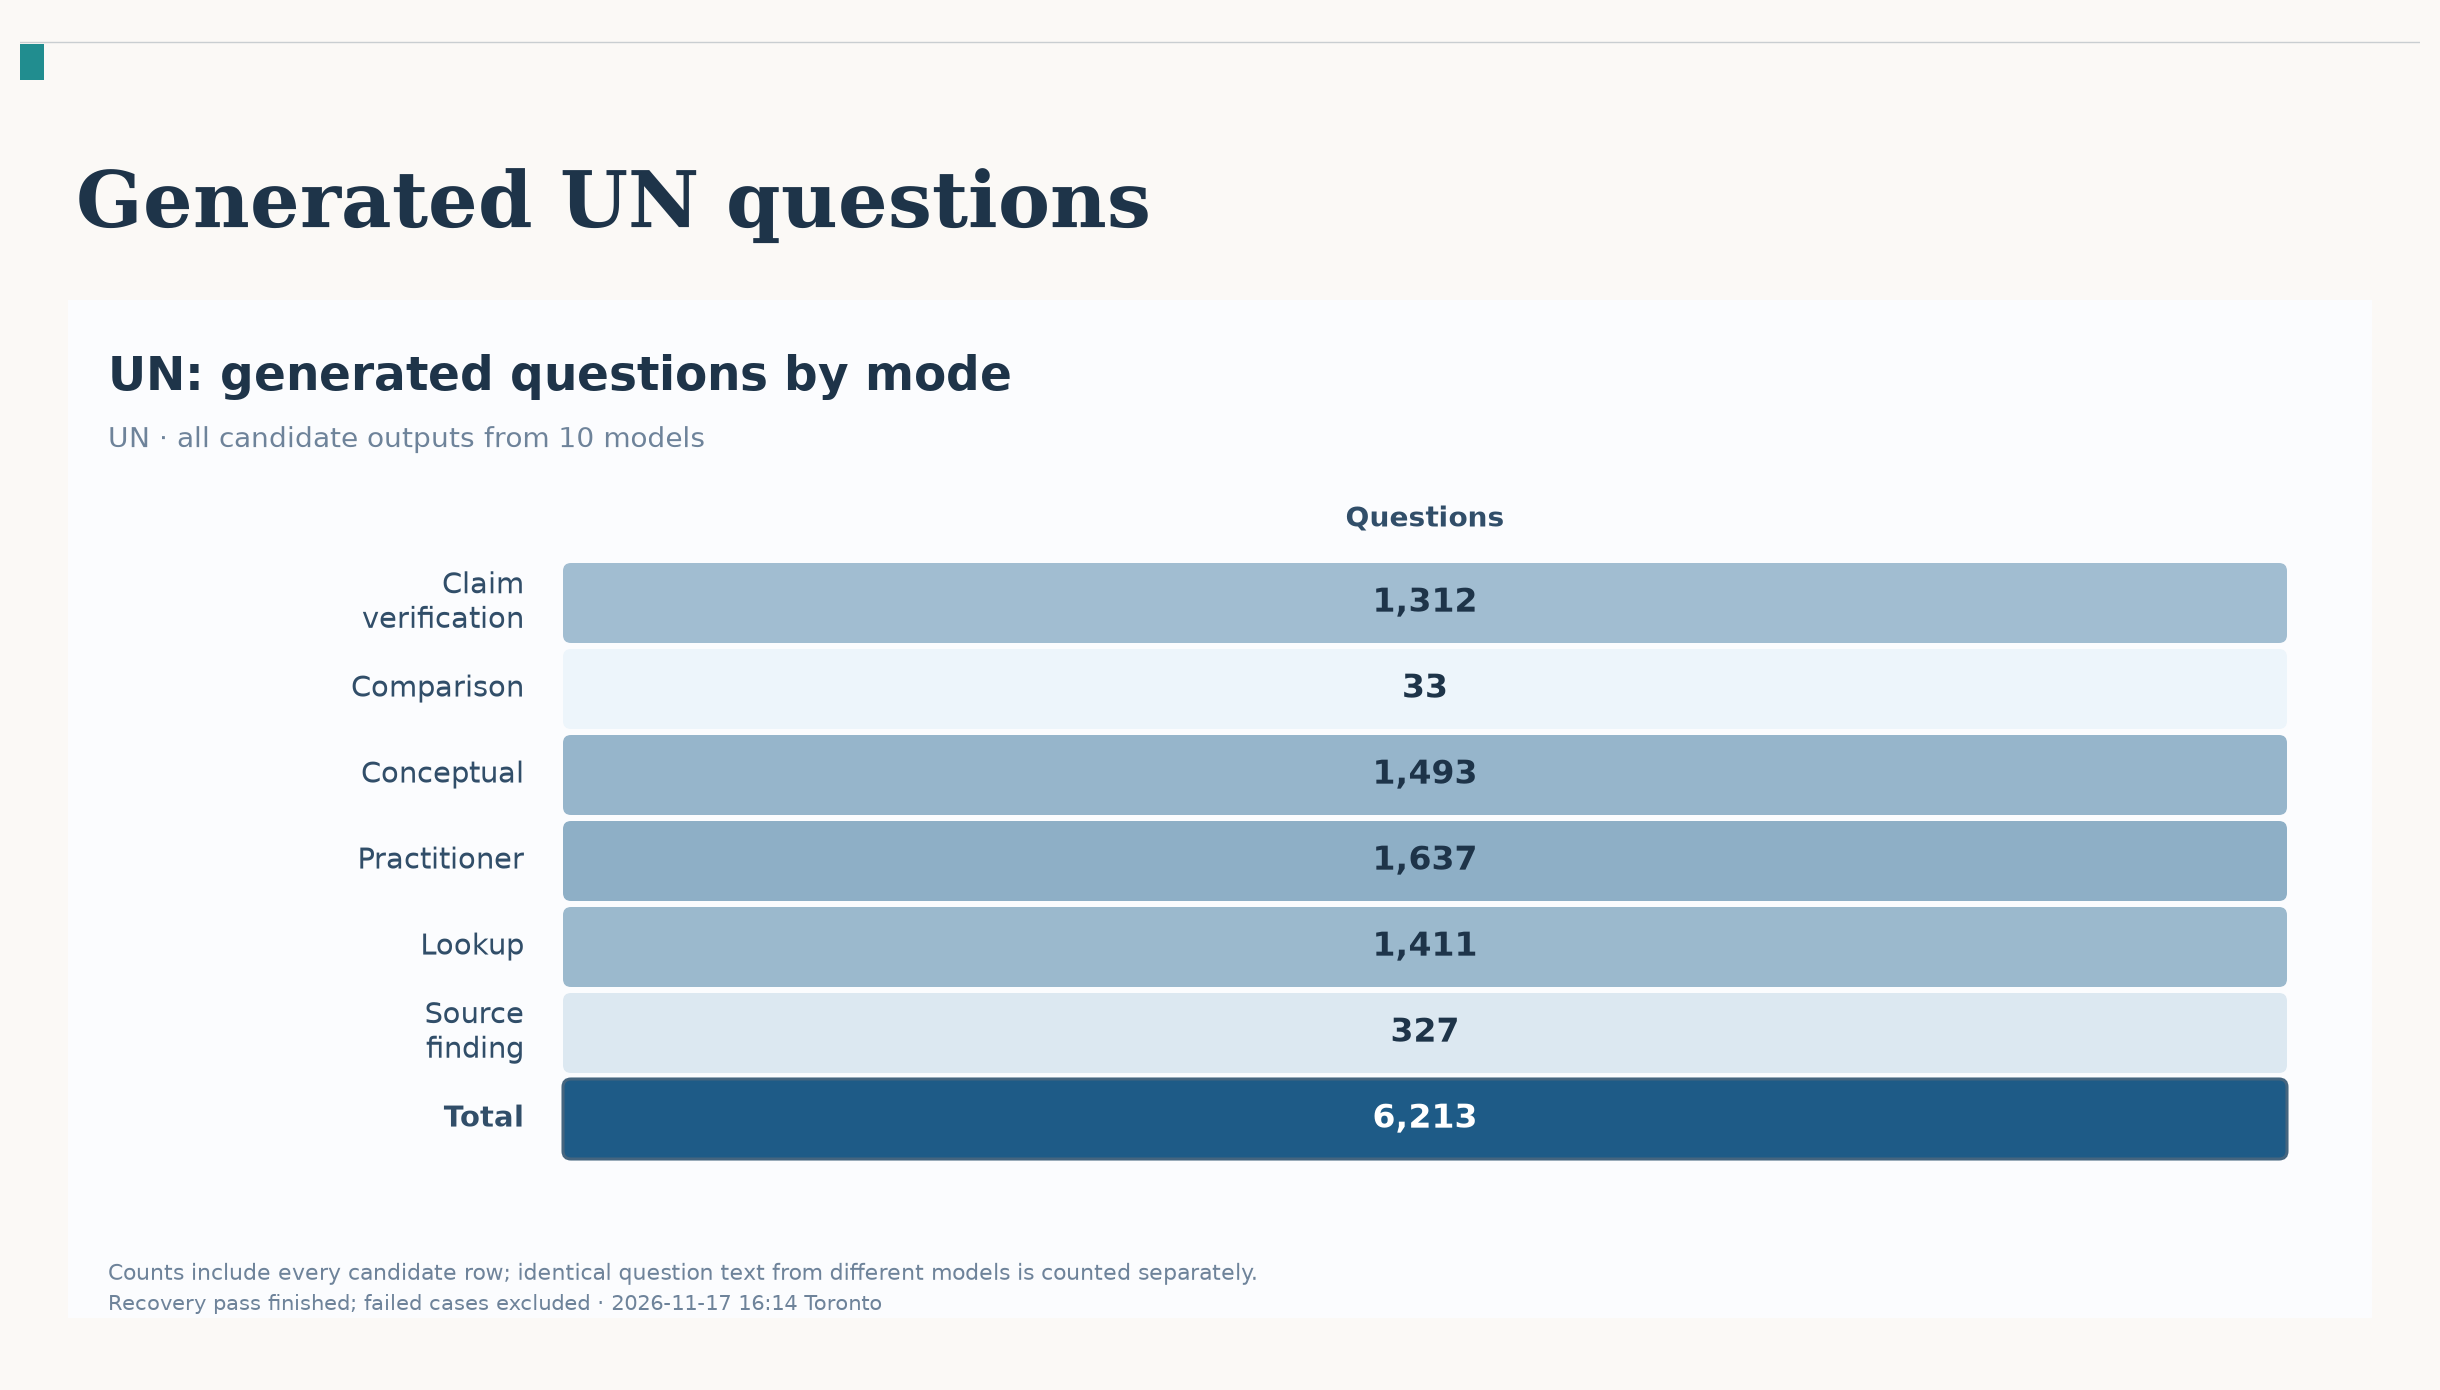 Generated UN questions
UN: generated questions by mode
UN · all candidate outputs from 10 models
Questions
Claim
verification
1,312
Comparison
33
Conceptual
1,493
Practitioner
1,637
Lookup
1,411
Source
finding
327
Total
6,213
Counts include every candidate row; identical question text from different models is counted separately.
Recovery pass finished; failed cases excluded · 2026-11-17 16:14 Toronto